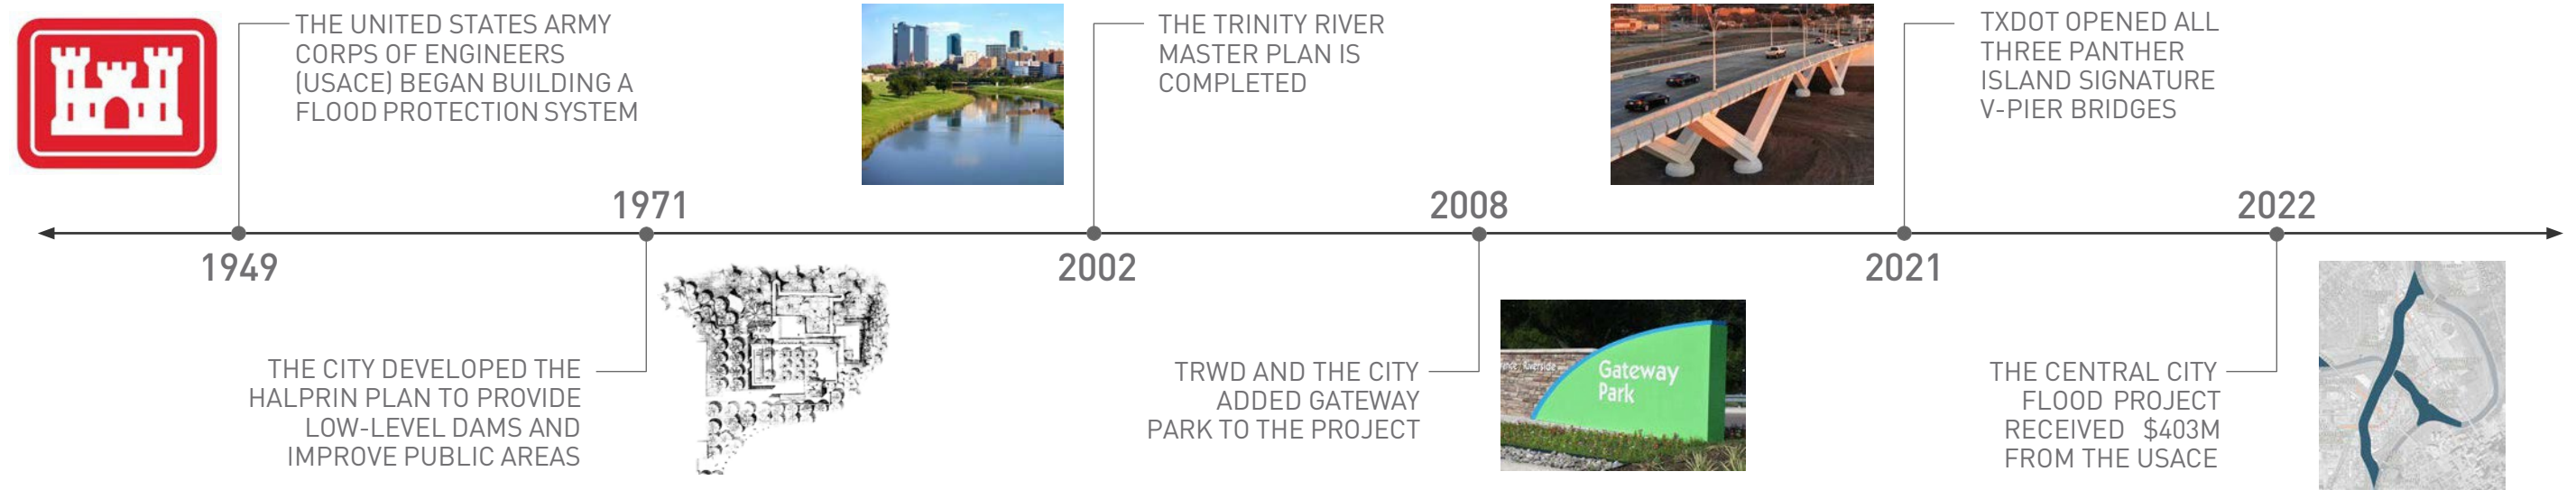 THE UNITED STATES ARMY
CORPS OF ENGINEERS
(USACE) BEGAN BUILDING A
FLOOD PROTECTION SYSTEM
1949
1971
THE CITY DEVELOPED THE
HALPRIN PLAN TO PROVIDE
LOW-LEVEL DAMS AND
IMPROVE PUBLIC AREAS
THE TRINITY RIVER
MASTER PLAN IS
COMPLETED
2002
2008
TRWD AND THE CITY
ADDED GATEWAY
PARK TO THE PROJECT
Riverside
Gateway
Park
TXDOT OPENED ALL
THREE PANTHER
ISLAND SIGNATURE
V-PIER BRIDGES
2021
2022
THE CENTRAL CITY
FLOOD PROJECT
RECEIVED $403M
FROM THE USACE